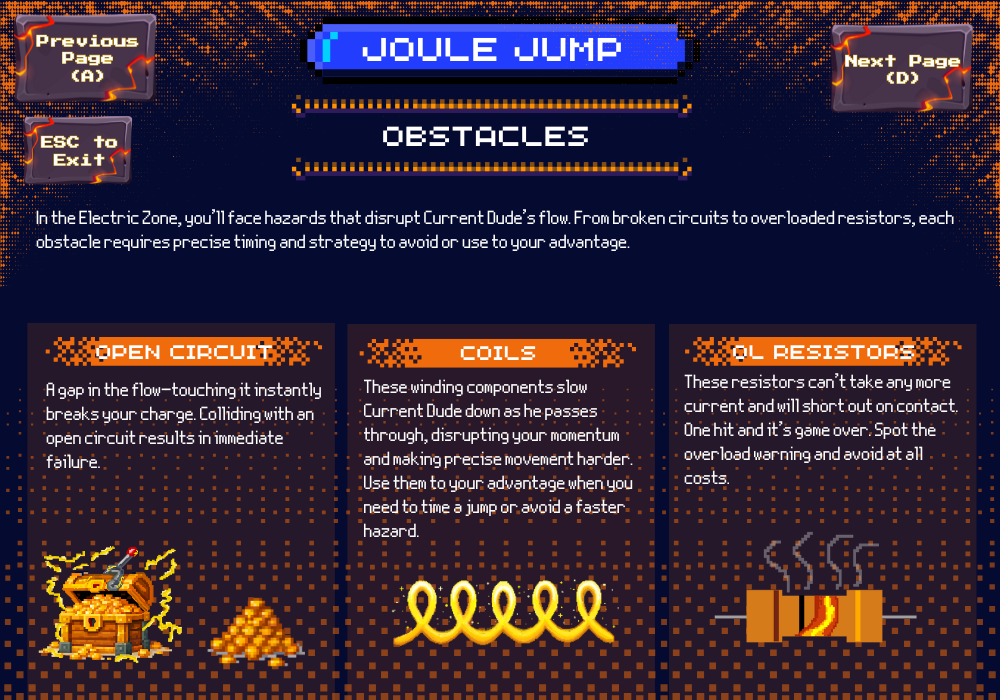 Previous
Page
(A)
JOULE JUMP
Next Page
(D)
ESC to
Exit
OBSTACLES
In the Electric Zone, you'll face hazards that disrupt Current Dude's flow. From broken circuits to overloaded resistors, each
obstacle requires precise timing and strategy to avoid or use to your advantage.
OPEN CIRCUIT
A gap in the flow—touching it instantly
breaks your charge. Colliding with an
open circuit results in immediate
failure.
COILS
These winding components slow
Current Dude down as he passes
through, disrupting your momentum
and making precise movement harder.
Use them to your advantage when you
need to time a jump or avoid a faster
hazard.
OL RESISTORS
These resistors can't take any more
current and will short out on contact.
One hit and it's game over. Spot the
overload warning and avoid at all
costs.